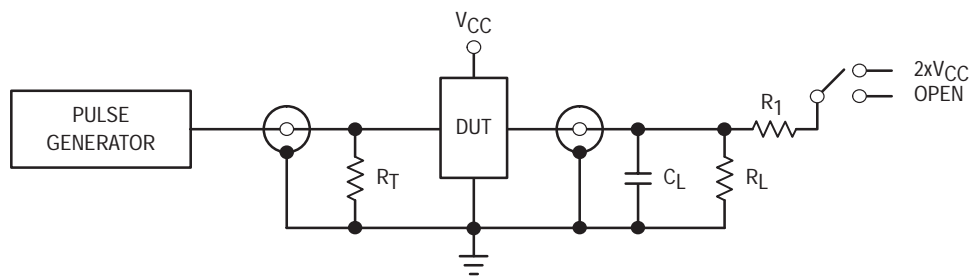 VCC
2xVCC
OPEN
R1
PULSE
GENERATOR
DUT
RT
CL
RL